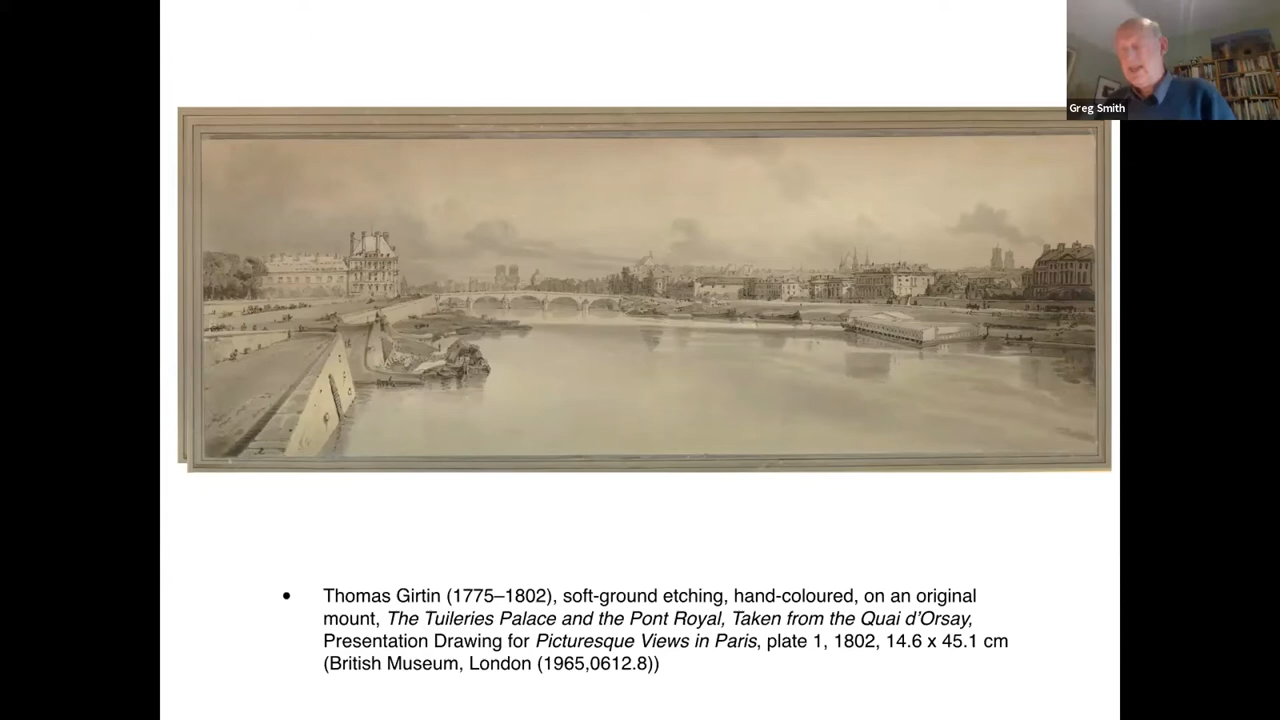 Greg Smith
• Thomas Girtin (1775–1802), soft-ground etching, hand-coloured, on an original
mount, The Tuileries Palace and the Pont Royal, Taken from the Quai d’Orsay,
Presentation Drawing for Picturesque Views in Paris, plate 1, 1802, 14.6 x 45.1 cm
(British Museum, London (1965,0612.8))